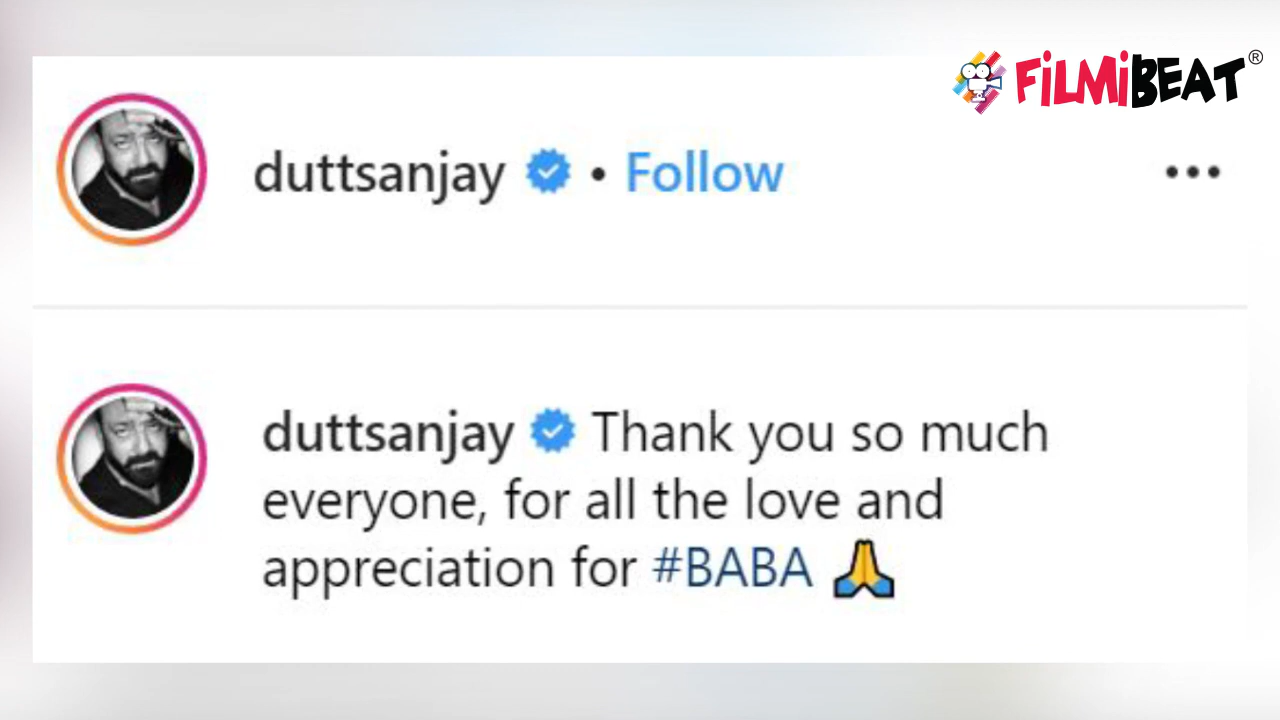 FiLMiBEAT®
duttsanjay • Follow
duttsanjay Thank you so much
everyone, for all the love and
appreciation for #BABA 🙏